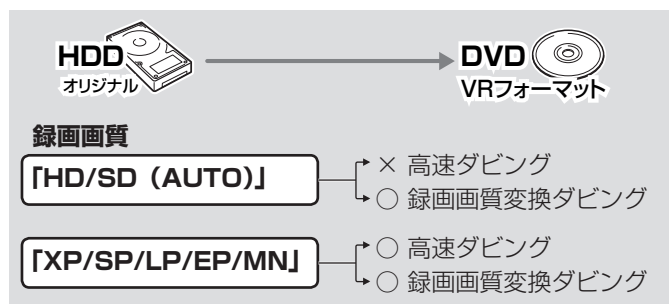 HDD
オリジナル
DVD
VRフォーマット
録画画質
「HD/SD（AUTO）」
× 高速ダビング
○ 録画画質変換ダビング
「XP/SP/LP/EP/MN」
○ 高速ダビング
○ 録画画質変換ダビング